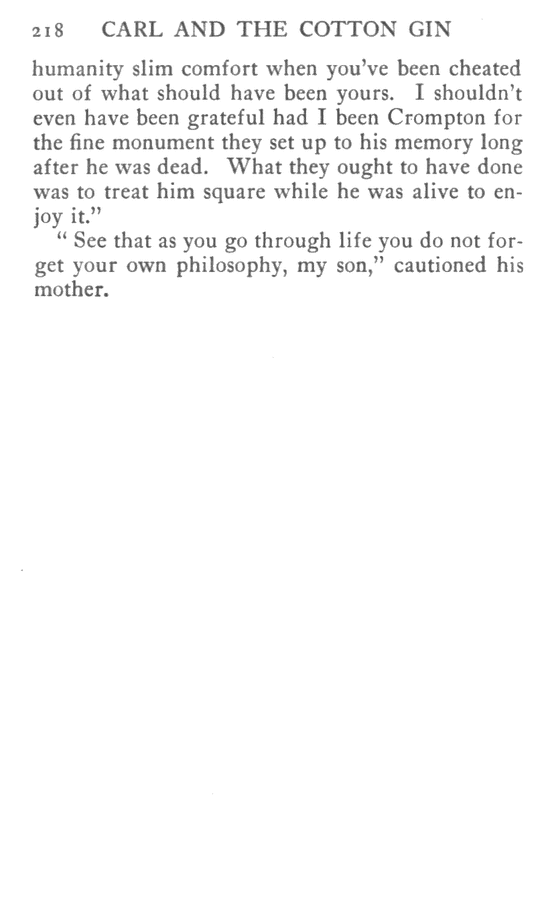 218 CARL AND THE COTTON GIN
humanity slim comfort when you've been cheated
out of what should have been yours. I shouldn't
even have been grateful had I been Crompton for
the fine monument they set up to his memory long
after he was dead. What they ought to have done
was to treat him square while he was alive to en-
joy it."
" See that as you go through life you do not for-
get your own philosophy, my son," cautioned his
mother.